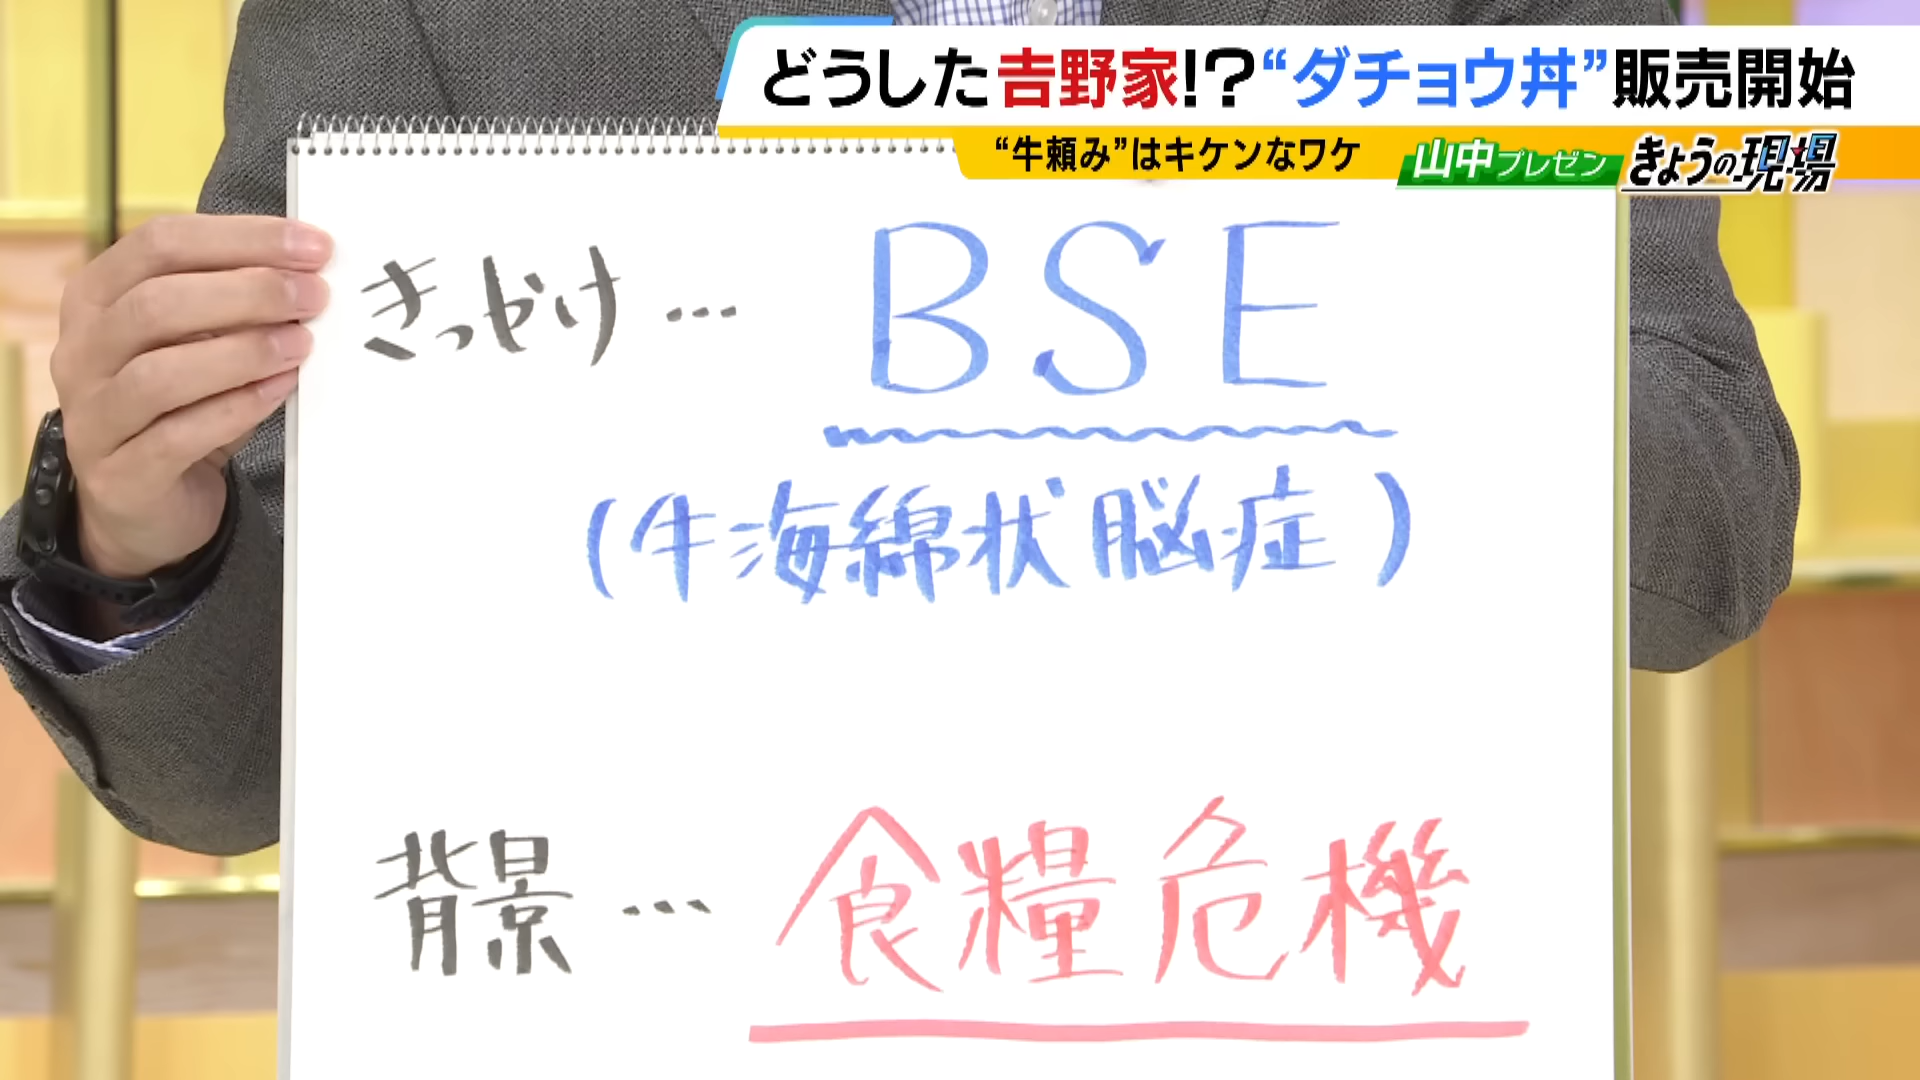 どうした𠮷野家!?“ダチョウ丼”販売開始
“牛頼み”はキケンなワケ
山中プレゼン きょうの現場
きっかけ… BSE
(牛海綿状脳症)
背景… 食糧危機